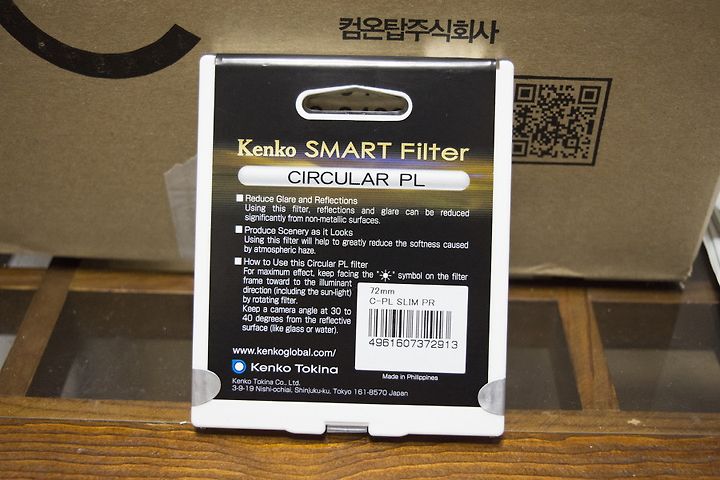 컴온탑주식회사
Kenko SMART Filter
CIRCULAR PL
■ Reduce Glare and Reflections
Using this filter, reflections and glare can be reduced
significantly from non-metallic surfaces.
■ Produce Scenery as it Looks
Using this filter will help to greatly reduce the softness caused
by atmospheric haze.
■ How to Use this Circular PL filter
For maximum effect, keep facing the "☀" symbol on the filter
frame toward to the illuminant
direction (including the sun-light)
by rotating filter.
Keep a camera angle at 30 to
40 degrees from the reflective
surface (like glass or water).
72mm
C-PL SLIM PR
4961607372913
www.kenkoglobal.com/
Kenko Tokina
Made in Philippines
Kenko Tokina Co., Ltd.
3-9-19 Nishi-ochiai, Shinjuku-ku, Tokyo 161-8570 Japan